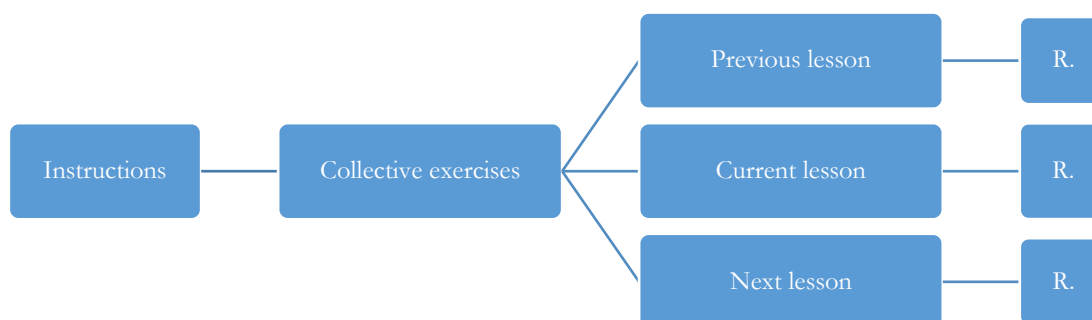 Instructions
Collective exercises
Previous lesson
R.
Current lesson
R.
Next lesson
R.